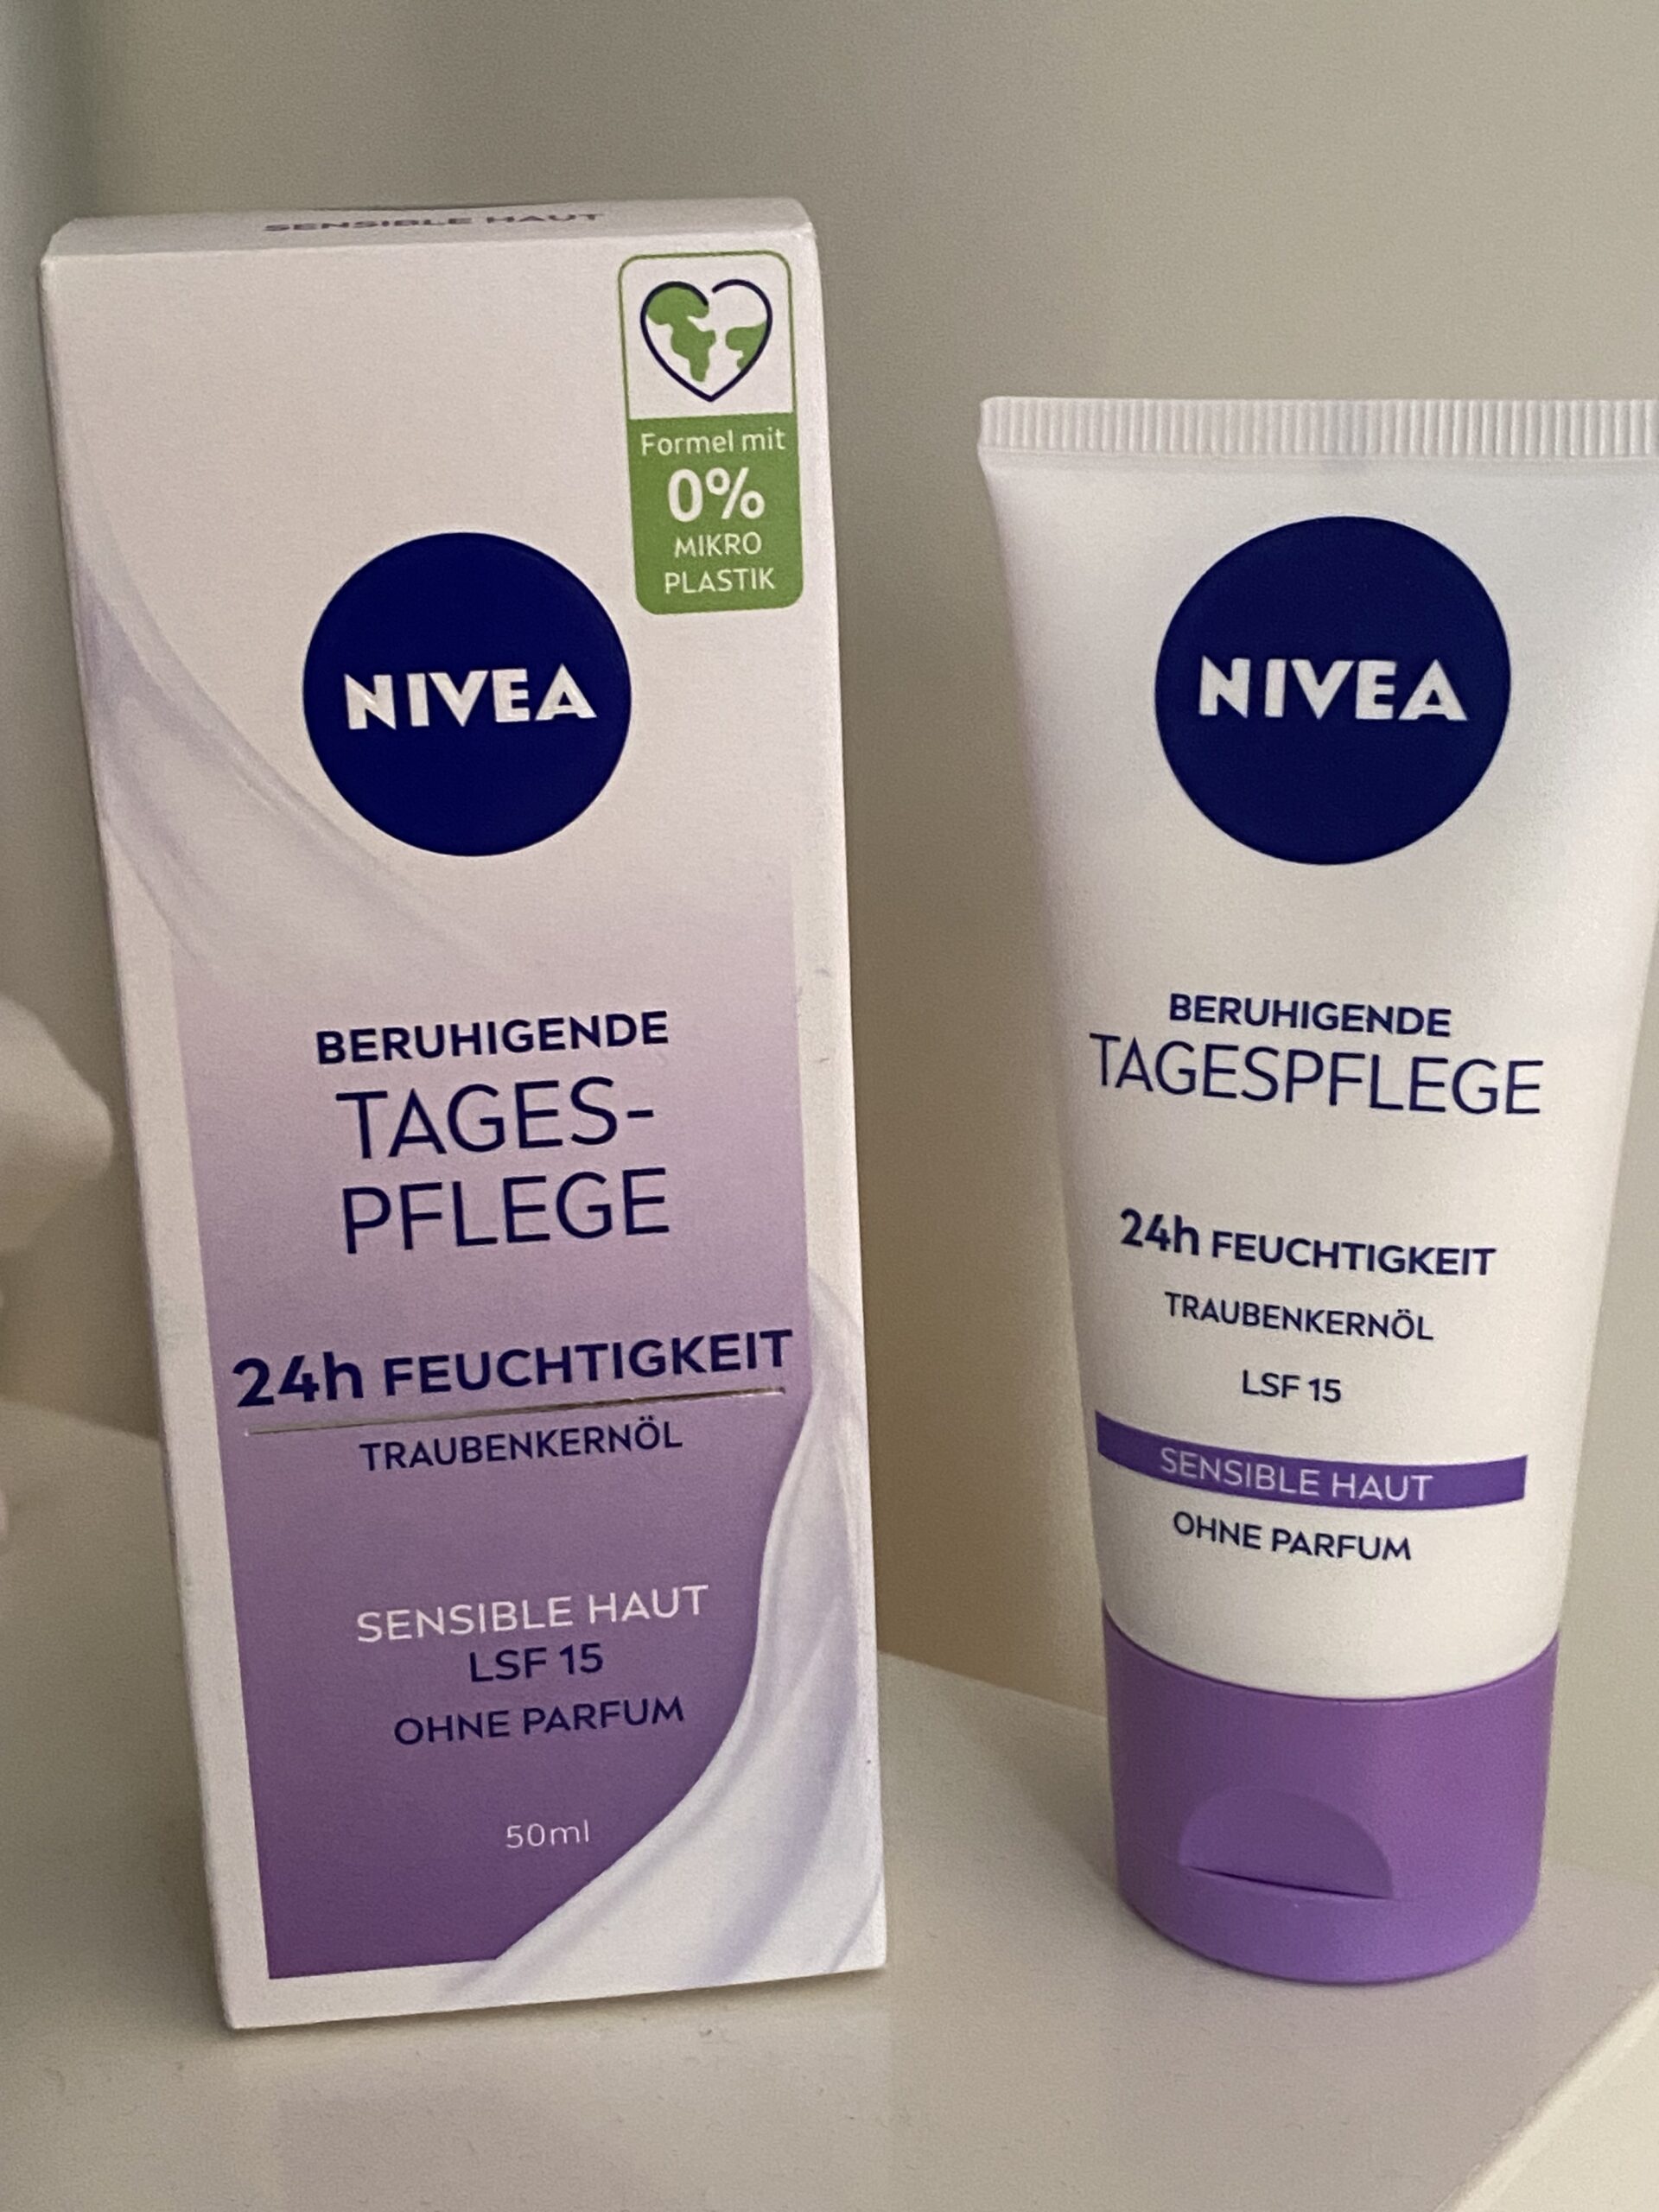 SENSIBLE HAUT
Formel mit
0%
MIKRO
PLASTIK
NIVEA
BERUHIGENDE
TAGES-
PFLEGE
24h FEUCHTIGKEIT
TRAUBENKERNÖL
SENSIBLE HAUT
LSF 15
OHNE PARFUM
50ml
NIVEA
BERUHIGENDE
TAGESPFLEGE
24h FEUCHTIGKEIT
TRAUBENKERNÖL
LSF 15
SENSIBLE HAUT
OHNE PARFUM